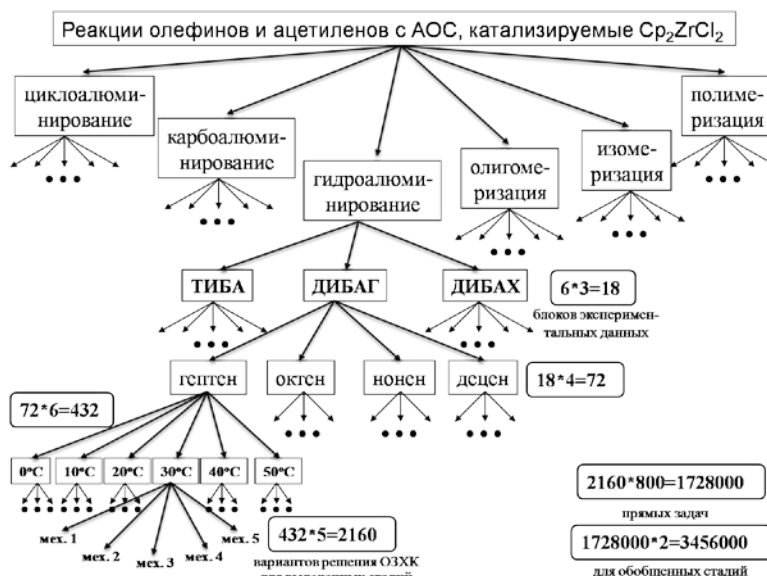 Реакции олефинов и ацетиленов с АОС, катализируемые Cp₂ZrCl₂
циклоалюми-
нирование
карбоалюми-
нирование
гидроалюми-
нирование
олигоме-
ризация
изоме-
ризация
полиме-
ризация
ТИБА
ДИБАГ
ДИБАХ
6*3=18
блоков эксперимен-
тальных данных
гептен
октен
нонен
децен
18*4=72
72*6=432
0°C
10°C
20°C
30°C
40°C
50°C
мех. 1
мех. 2
мех. 3
мех. 4
мех. 5
432*5=2160
вариантов решения ОЗХК
2160*800=1728000
прямых задач
1728000*2=3456000
для обобщенных стадий